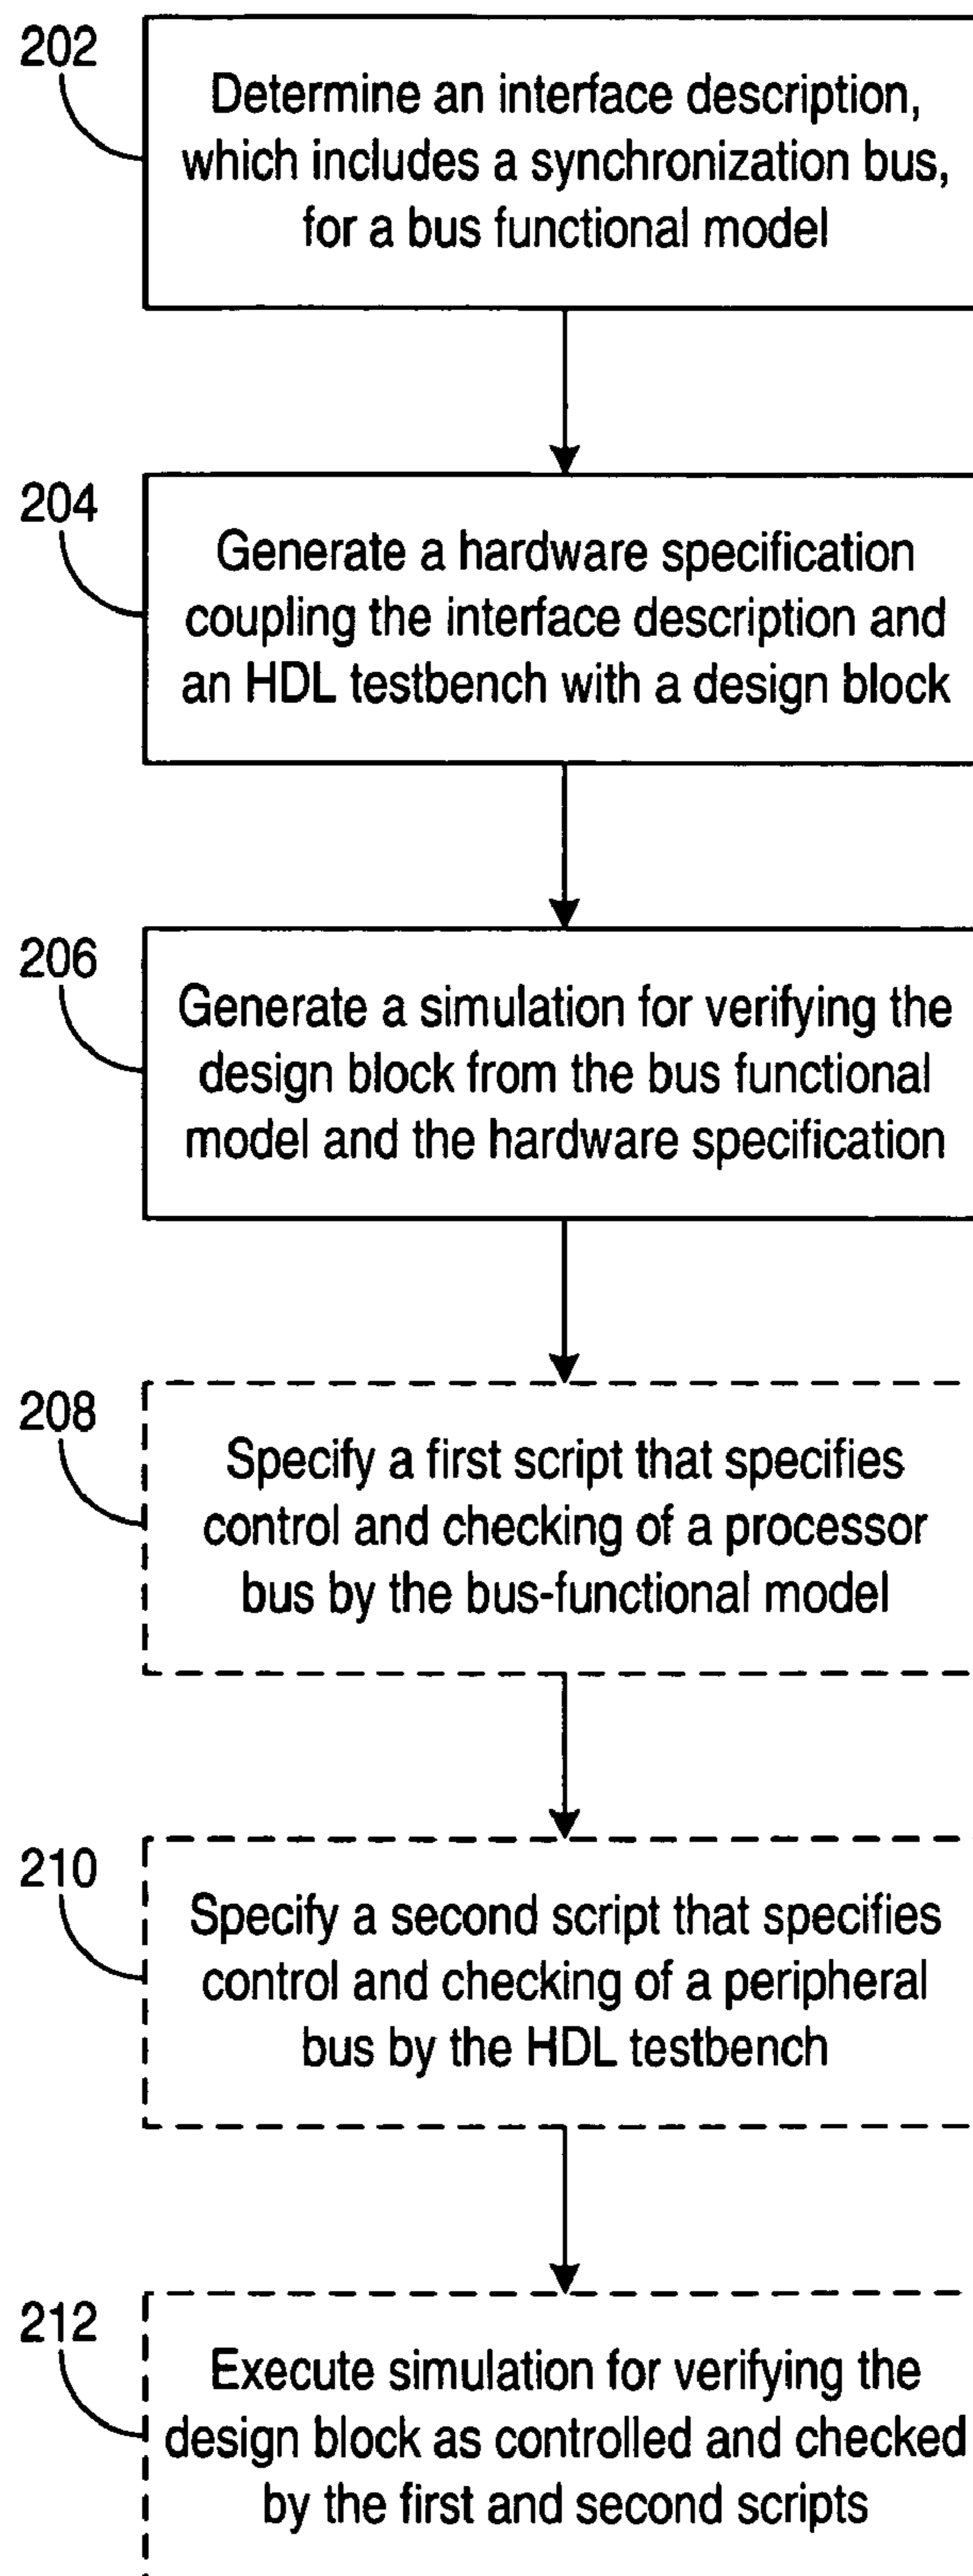 202
Determine an interface description,
which includes a synchronization bus,
for a bus functional model
204
Generate a hardware specification
coupling the interface description and
an HDL testbench with a design block
206
Generate a simulation for verifying the
design block from the bus functional
model and the hardware specification
208
Specify a first script that specifies
control and checking of a processor
bus by the bus-functional model
210
Specify a second script that specifies
control and checking of a peripheral
bus by the HDL testbench
212
Execute simulation for verifying the
design block as controlled and checked
by the first and second scripts